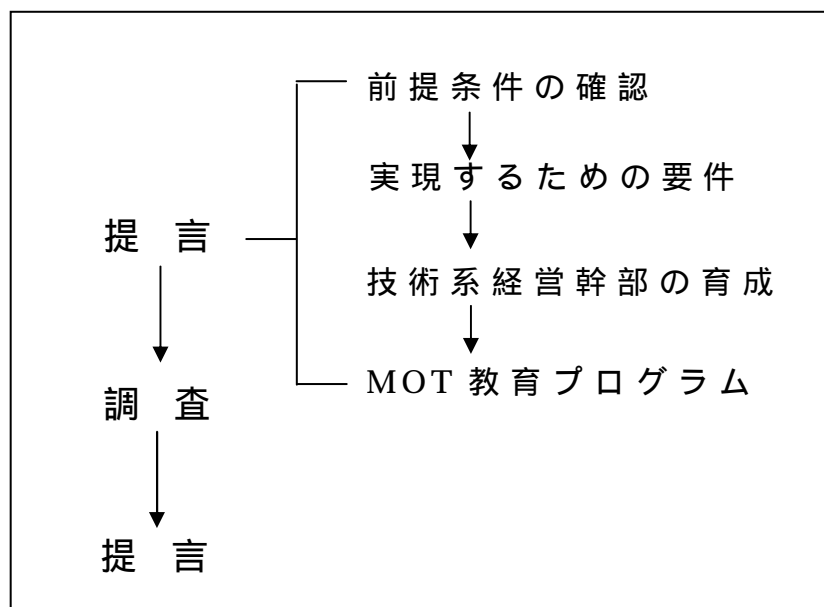 前提条件の確認
実現するための要件
提言
技術系経営幹部の育成
MOT 教育プログラム
調査
提言